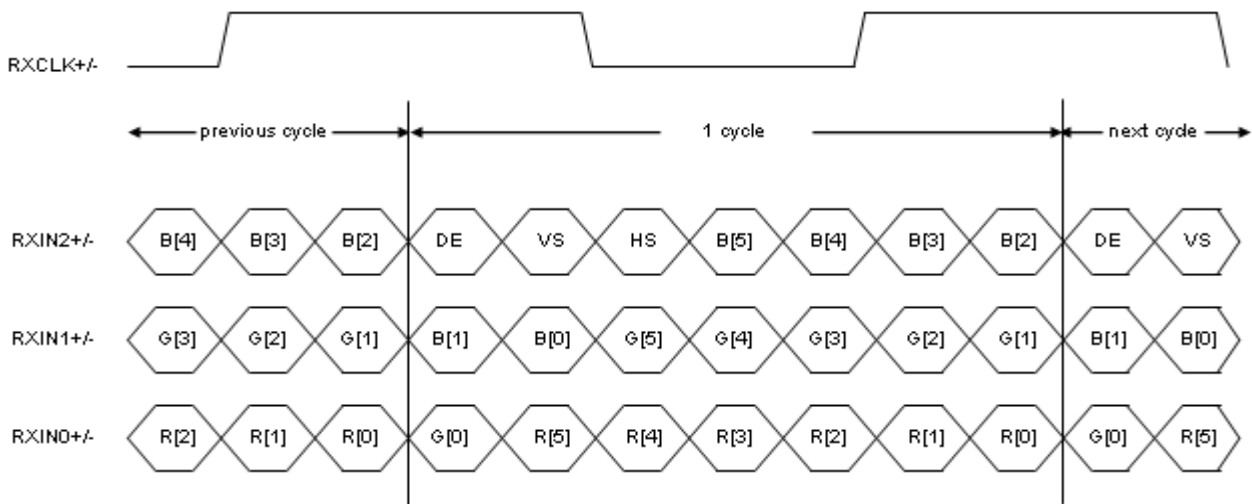 RXCLK+/-
previous cycle 1 cycle next cycle
RXIN2+/- B[4] B[3] B[2] DE VS HS B[5] B[4] B[3] B[2] DE VS
RXIN1+/- G[3] G[2] G[1] B[1] B[0] G[5] G[4] G[3] G[2] G[1] B[1] B[0]
RXIN0+/- R[2] R[1] R[0] G[0] R[5] R[4] R[3] R[2] R[1] R[0] G[0] R[5]